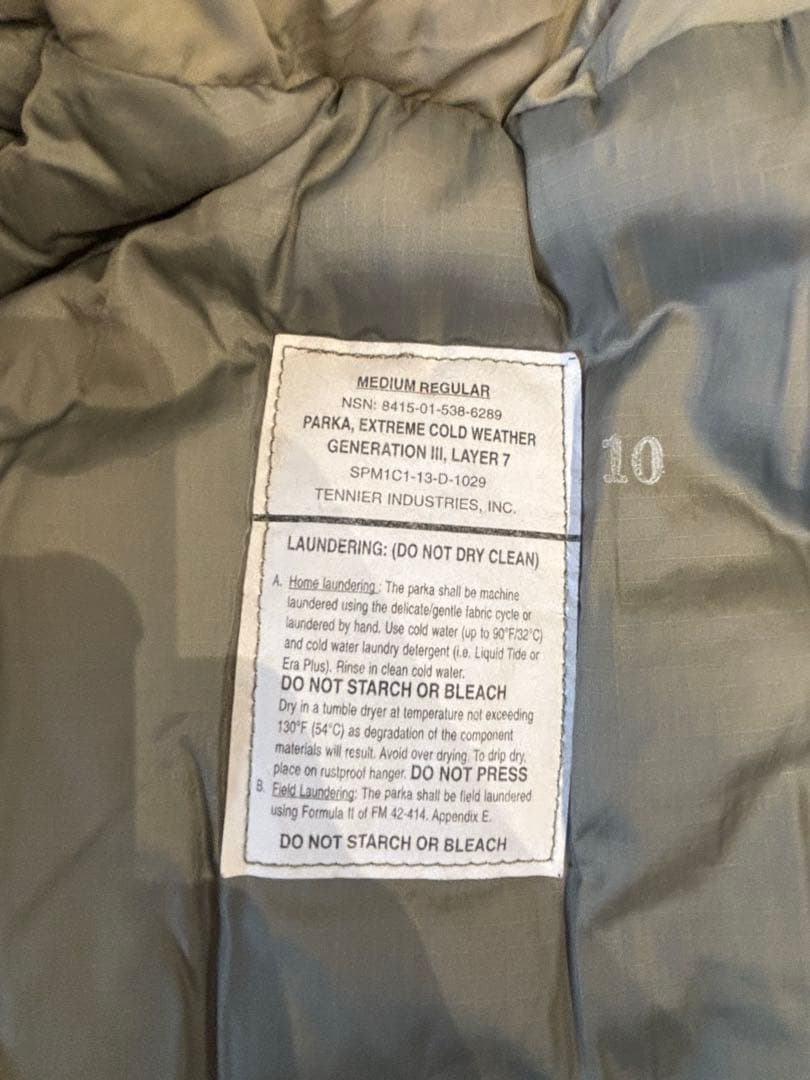 MEDIUM REGULAR
NSN: 8415-01-538-6289
PARKA, EXTREME COLD WEATHER
GENERATION III, LAYER 7
SPM1C1-13-D-1029
TENNIER INDUSTRIES, INC.
10
LAUNDERING: (DO NOT DRY CLEAN)
A. Home laundering : The parka shall be machine
laundered using the delicate/gentle fabric cycle or
laundered by hand. Use cold water (up to 90°F/32°C)
and cold water laundry detergent (i.e. Liquid Tide or
Era Plus). Rinse in clean cold water.
DO NOT STARCH OR BLEACH
Dry in a tumble dryer at temperature not exceeding
130°F (54°C) as degradation of the component
materials will result. Avoid over drying. To drip dry,
place on rustproof hanger. DO NOT PRESS
B. Field Laundering: The parka shall be field laundered
using Formula II of FM 42-414. Appendix E.
DO NOT STARCH OR BLEACH